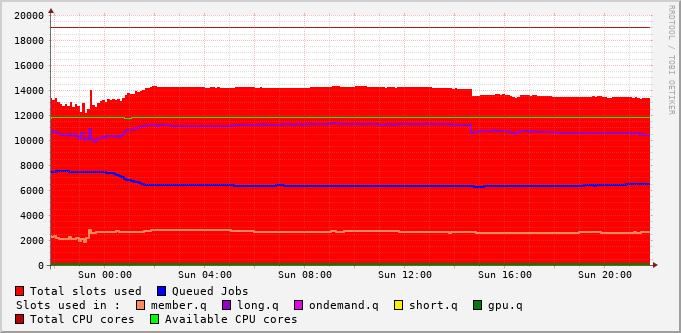 20000
18000
16000
14000
12000
10000
8000
6000
4000
2000
0
Sun 00:00 Sun 04:00 Sun 08:00 Sun 12:00 Sun 16:00 Sun 20:00
RRDTOOL / TOBI OETIKER
Total slots used Queued Jobs
Slots used in : member.q long.q ondemand.q short.q gpu.q
Total CPU cores Available CPU cores